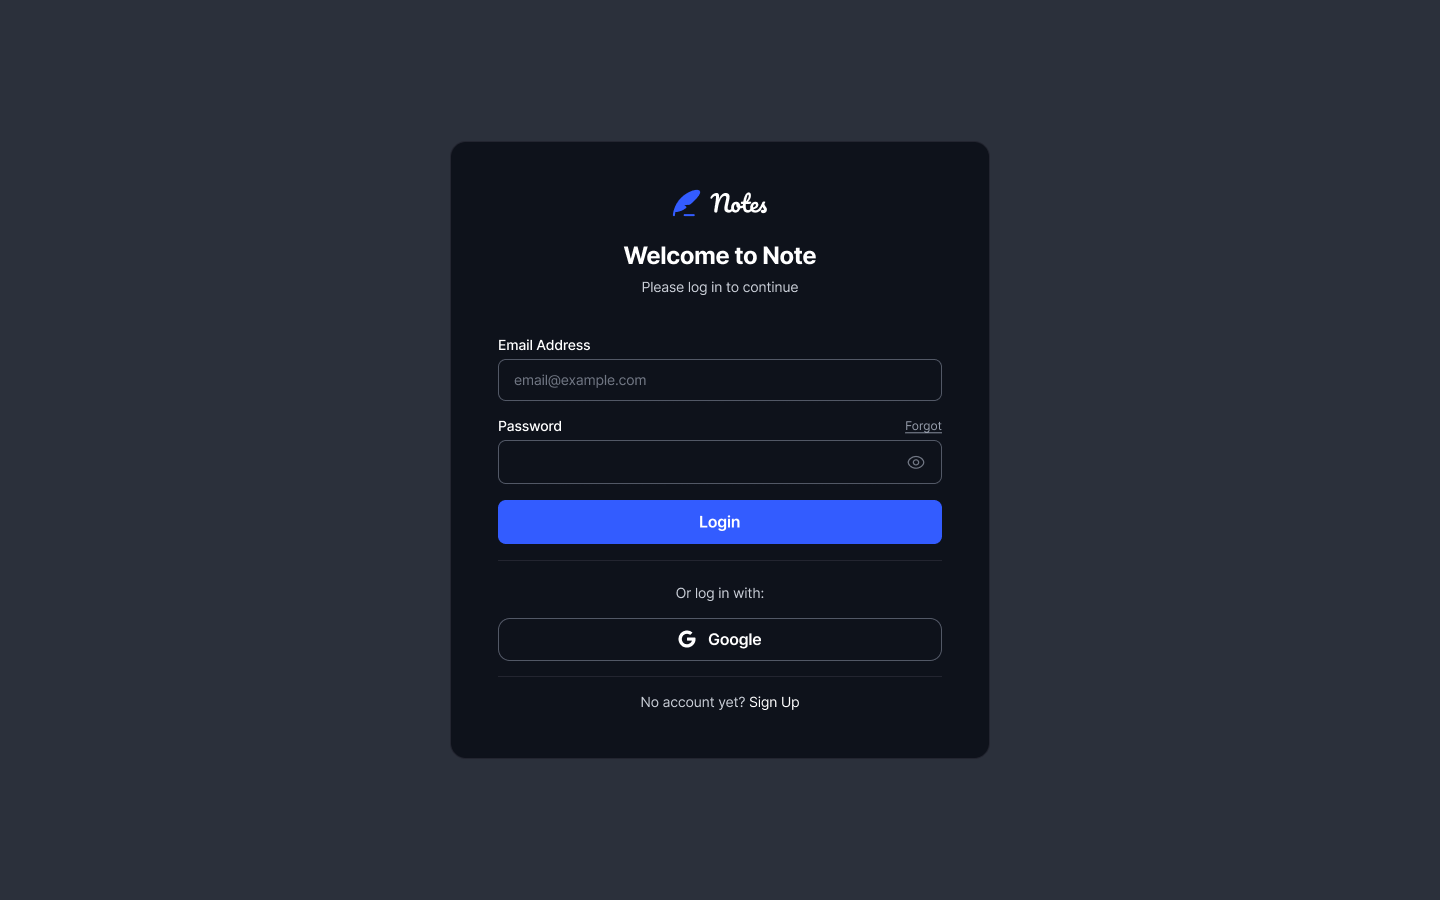 Notes
Welcome to Note
Please log in to continue
Email Address
email@example.com
Password Forgot
Login
Or log in with:
Google
No account yet? Sign Up